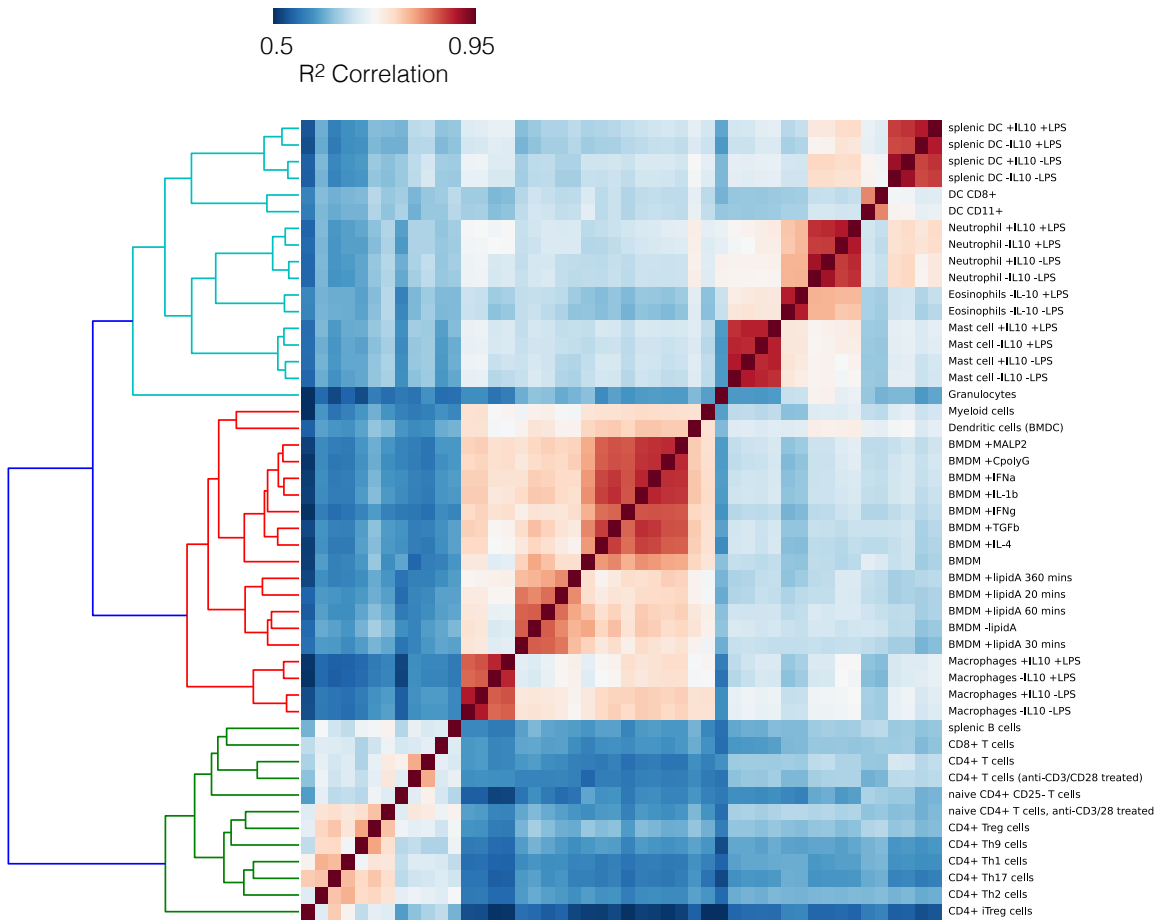 0.5 0.95
R² Correlation
splenic DC +IL10 +LPS
splenic DC -IL10 +LPS
splenic DC +IL10 -LPS
splenic DC -IL10 -LPS
DC CD8+
DC CD11+
Neutrophil +IL10 +LPS
Neutrophil -IL10 +LPS
Neutrophil +IL10 -LPS
Neutrophil -IL10 -LPS
Eosinophils -IL-10 +LPS
Eosinophils -IL-10 -LPS
Mast cell +IL10 +LPS
Mast cell -IL10 +LPS
Mast cell +IL10 -LPS
Mast cell -IL10 -LPS
Granulocytes
Myeloid cells
Dendritic cells (BMDC)
BMDM +MALP2
BMDM +CpolyG
BMDM +IFNa
BMDM +IL-1b
BMDM +IFNg
BMDM +TGFb
BMDM +IL-4
BMDM
BMDM +lipidA 360 mins
BMDM +lipidA 20 mins
BMDM +lipidA 60 mins
BMDM -lipidA
BMDM +lipidA 30 mins
Macrophages +IL10 +LPS
Macrophages -IL10 +LPS
Macrophages +IL10 -LPS
Macrophages -IL10 -LPS
splenic B cells
CD8+ T cells
CD4+ T cells
CD4+ T cells (anti-CD3/CD28 treated)
naive CD4+ CD25- T cells
naive CD4+ T cells, anti-CD3/28 treated
CD4+ Treg cells
CD4+ Th9 cells
CD4+ Th1 cells
CD4+ Th17 cells
CD4+ Th2 cells
CD4+ iTreg cells